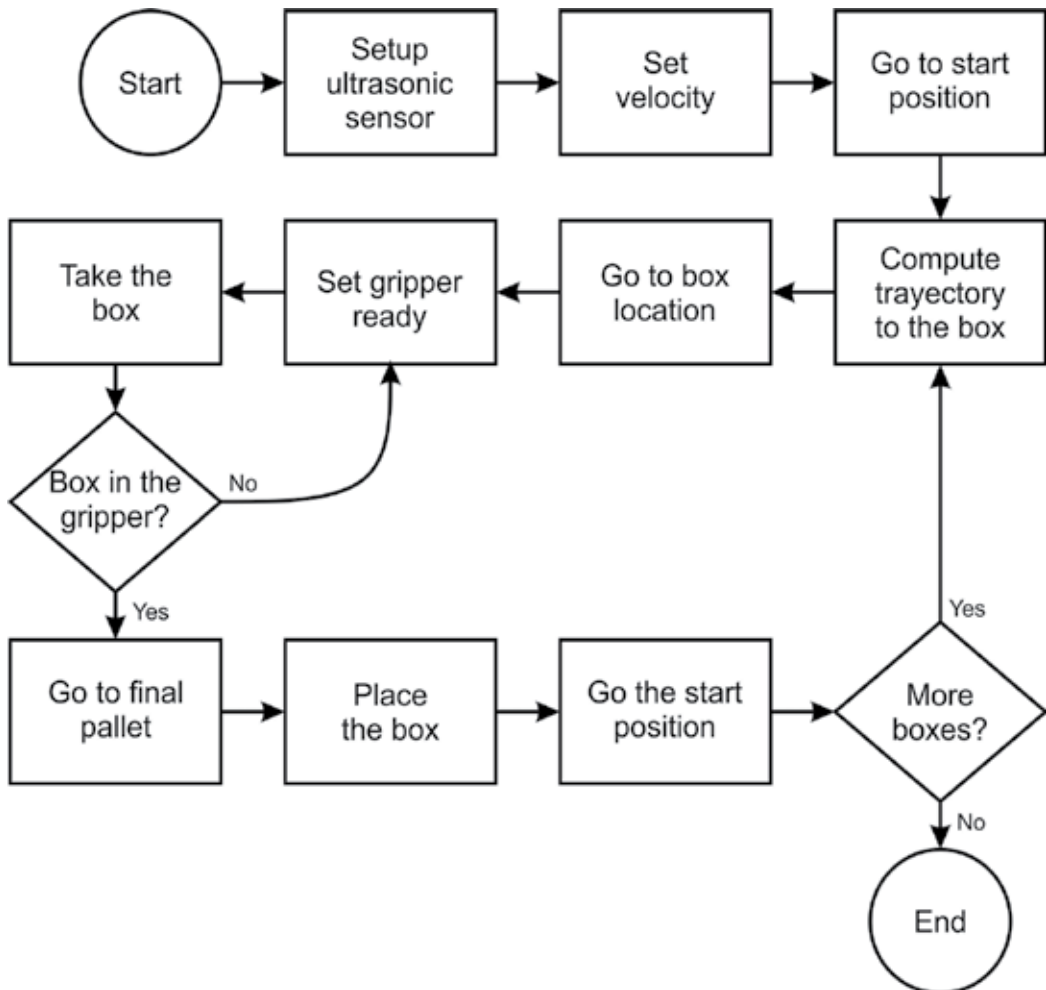 Start
Setup
ultrasonic
sensor
Set
velocity
Go to start
position
Compute
trayectory
to the box
Go to box
location
Set gripper
ready
Take the
box
Box in the
gripper?
No
Yes
Go to final
pallet
Place
the box
Go the start
position
More
boxes?
Yes
No
End